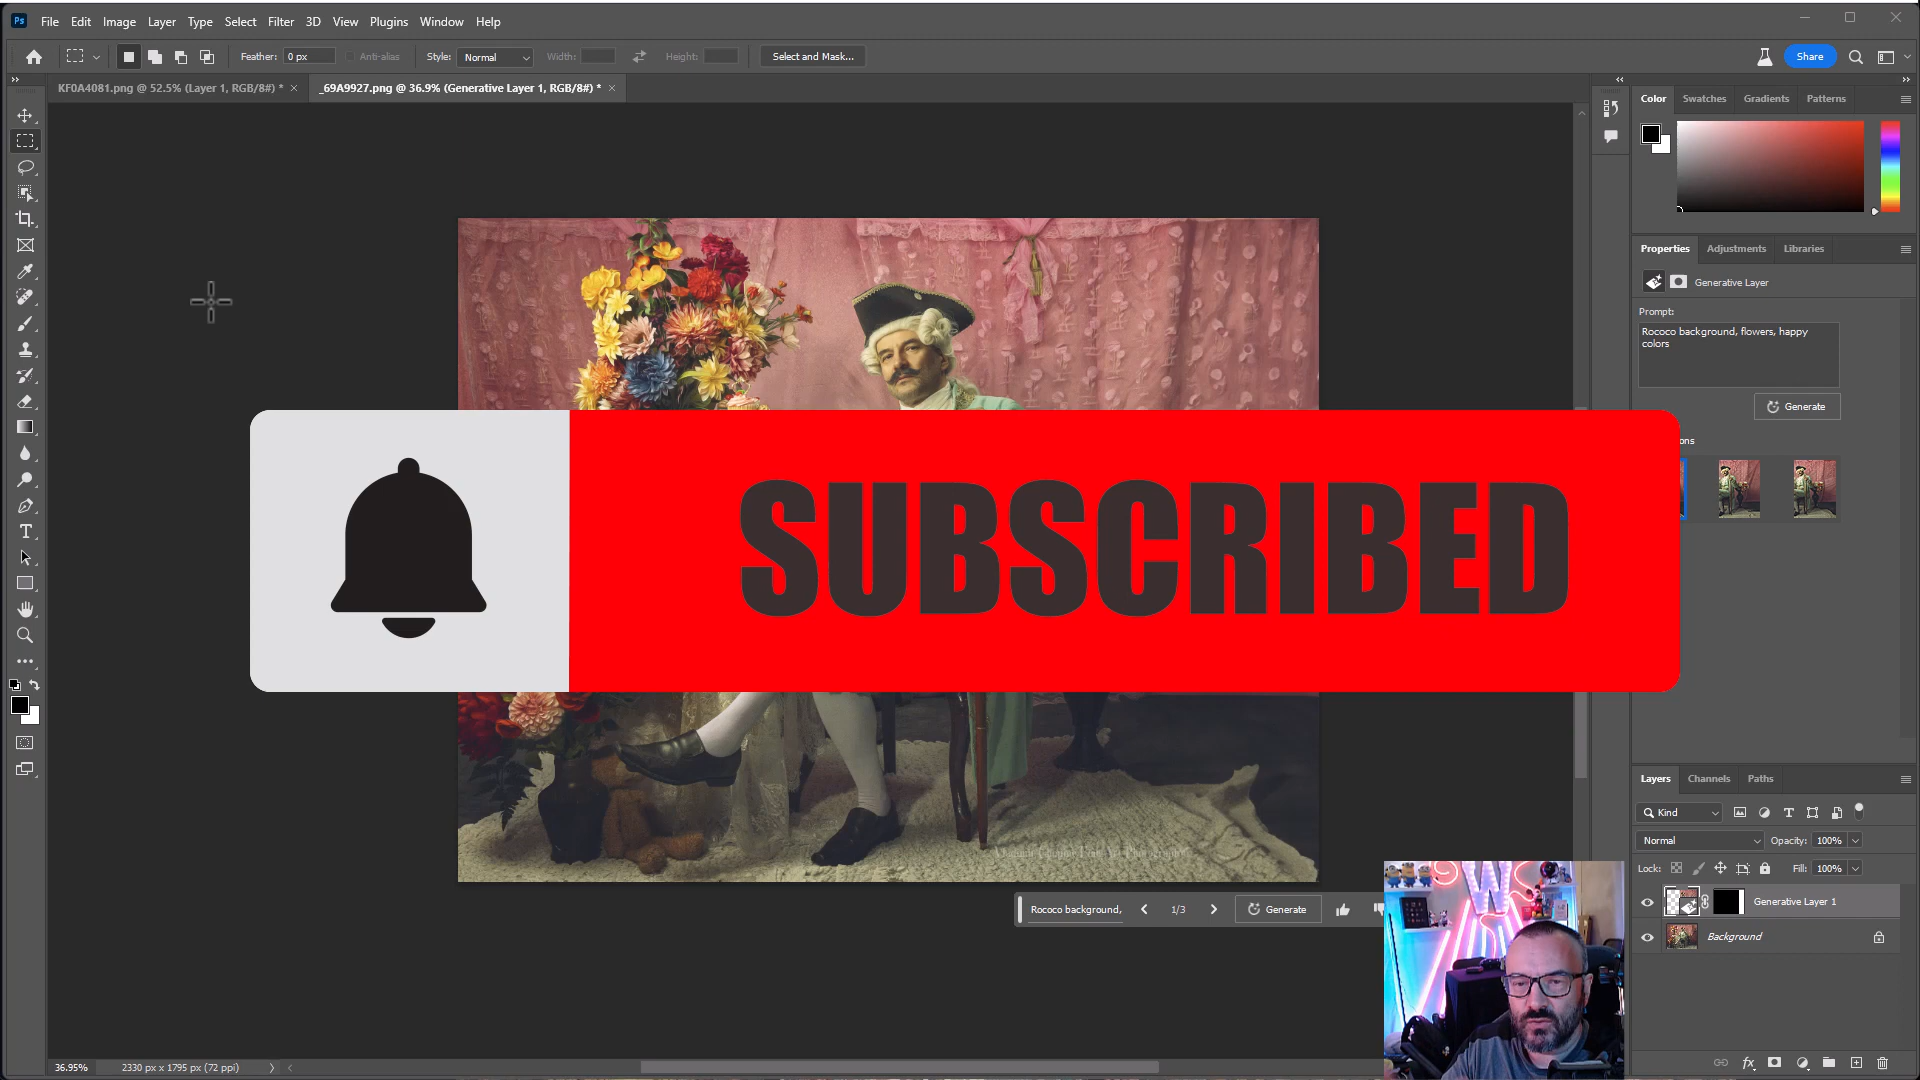 Ps File Edit Image Layer Type Select Filter 3D View Plugins Window Help
Feather: 0 px Anti-alias Style: Normal Width: Height: Select and Mask... Share
KF0A4081.png @ 52.5% (Layer 1, RGB/8#) * × _69A9927.png @ 36.9% (Generative Layer 1, RGB/8#) * ×
Color Swatches Gradients Patterns
Properties Adjustments Libraries
Generative Layer
Prompt:
Rococo background, flowers, happy
colors
Generate
ons
SUBSCRIBED
Layers Channels Paths
Kind
Normal Opacity: 100%
Lock: Fill: 100%
Generative Layer 1
Background
Rococo background, 1/3 Generate
36.95% 2330 px x 1795 px (72 ppi)